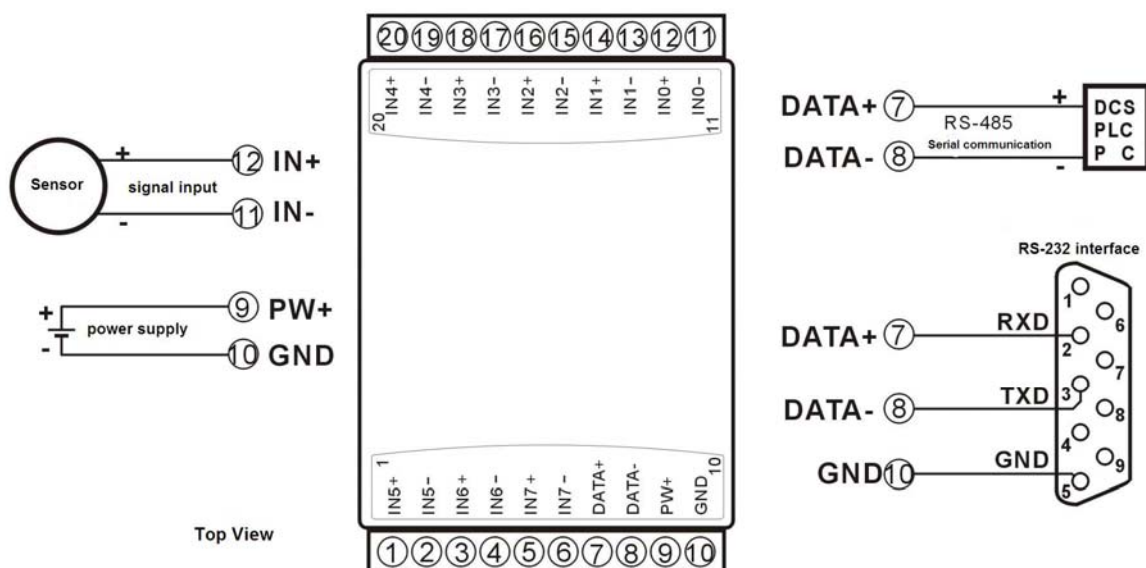 20 19 18 17 16 15 14 13 12 11
IN4+ IN4- IN3+ IN3- IN2+ IN2- IN1+ IN1- IN0+ IN0-
20 11
Sensor
+
signal input
-
12 IN+
11 IN-
+
power supply
-
9 PW+
10 GND
DATA+ 7
RS-485
Serial communication
DATA- 8
+
-
DCS
PLC
P C
RS-232 interface
DATA+ 7 RXD
DATA- 8 TXD
GND 10 GND
1
6
2
7
3
8
4
9
5
1 10
IN5+ IN5- IN6+ IN6- IN7+ IN7- DATA+ DATA- PW+ GND
Top View
1 2 3 4 5 6 7 8 9 10